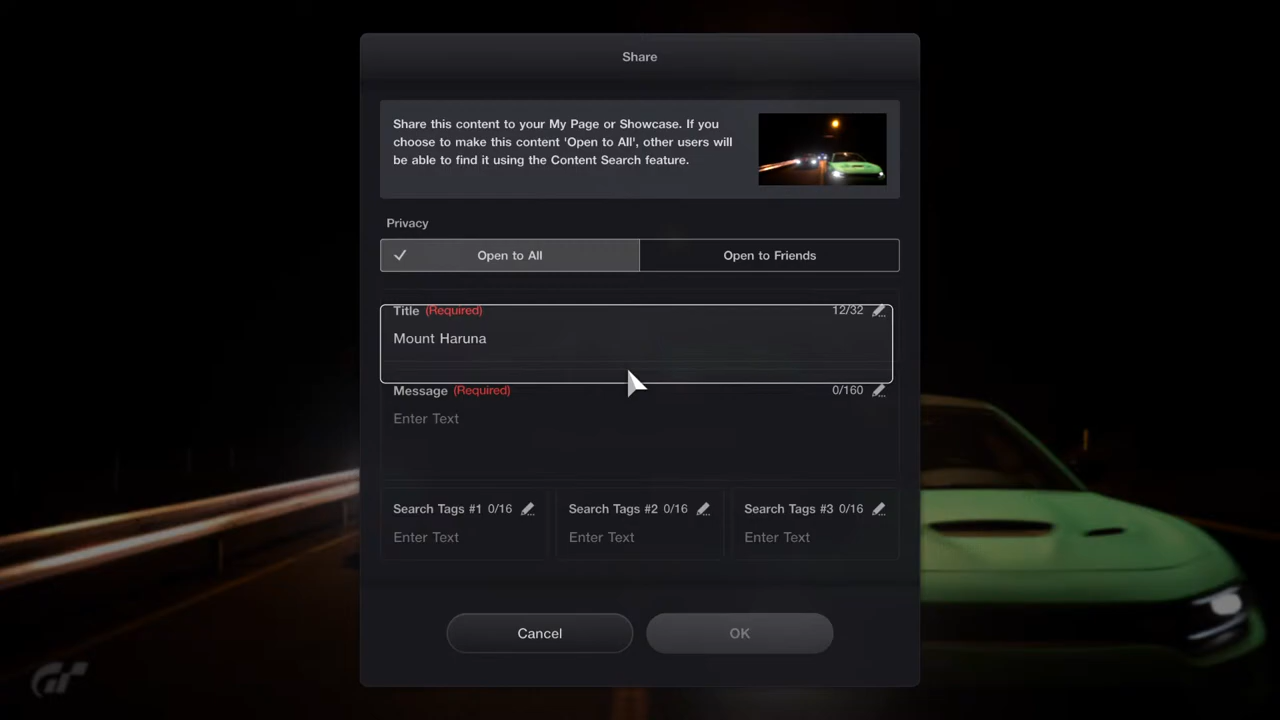 Share
Share this content to your My Page or Showcase. If you
choose to make this content 'Open to All', other users will
be able to find it using the Content Search feature.
Privacy
Open to All
Open to Friends
Title (Required) 12/32
Mount Haruna
Message (Required) 0/160
Enter Text
Search Tags #1 0/16
Search Tags #2 0/16
Search Tags #3 0/16
Enter Text
Enter Text
Enter Text
Cancel
OK
GT